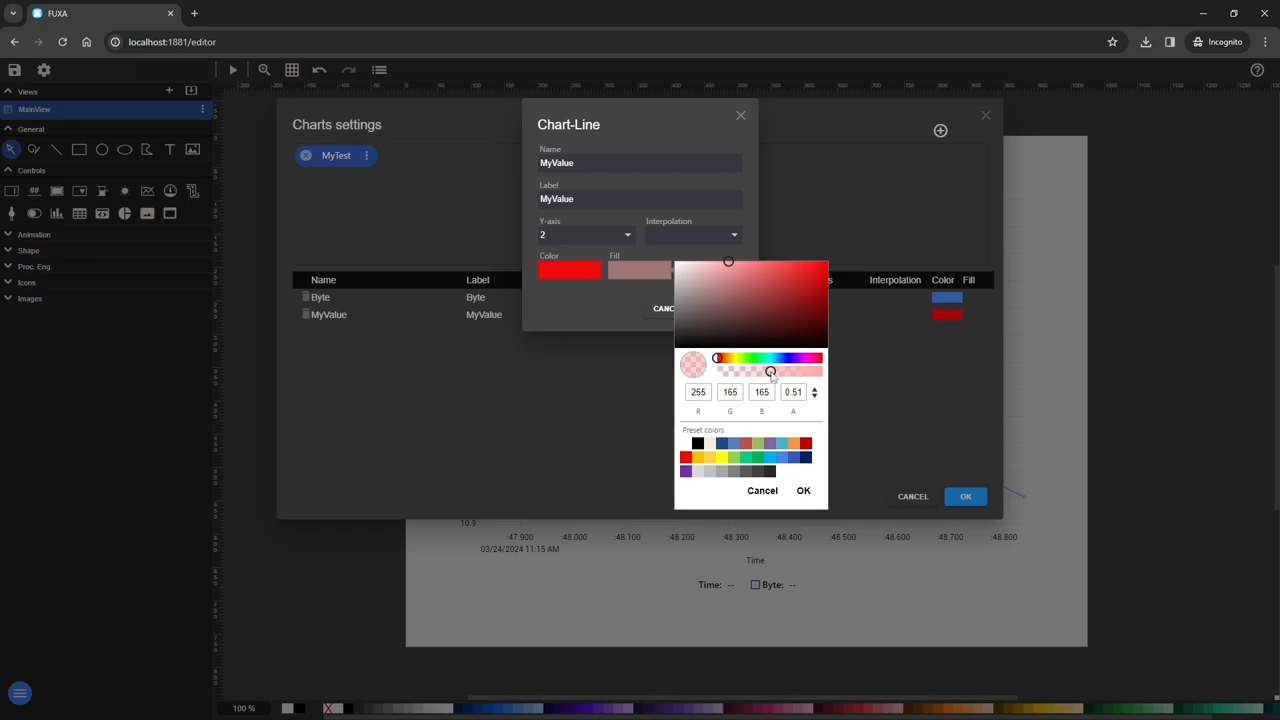 FUXA
localhost:1881/editor
Incognito
Views
MainView
General
Controls
Animation
Shape
Proc. Eng.
Icons
Images
Charts settings
MyTest
Name Label Interpolation Color Fill
Byte Byte
MyValue MyValue
CANCEL OK
Chart-Line
Name
MyValue
Label
MyValue
Y-axis Interpolation
2
Color Fill
CANC
255 165 165 0.51
R G B A
Preset colors
Cancel OK
10.9
:47.900 :48.000 :48.100 :48.200 :48.300 :48.400 :48.500 :48.600 :48.700 :48.800
03/24/2024 11:15 AM
Time
Time: -- Byte: --
100 %